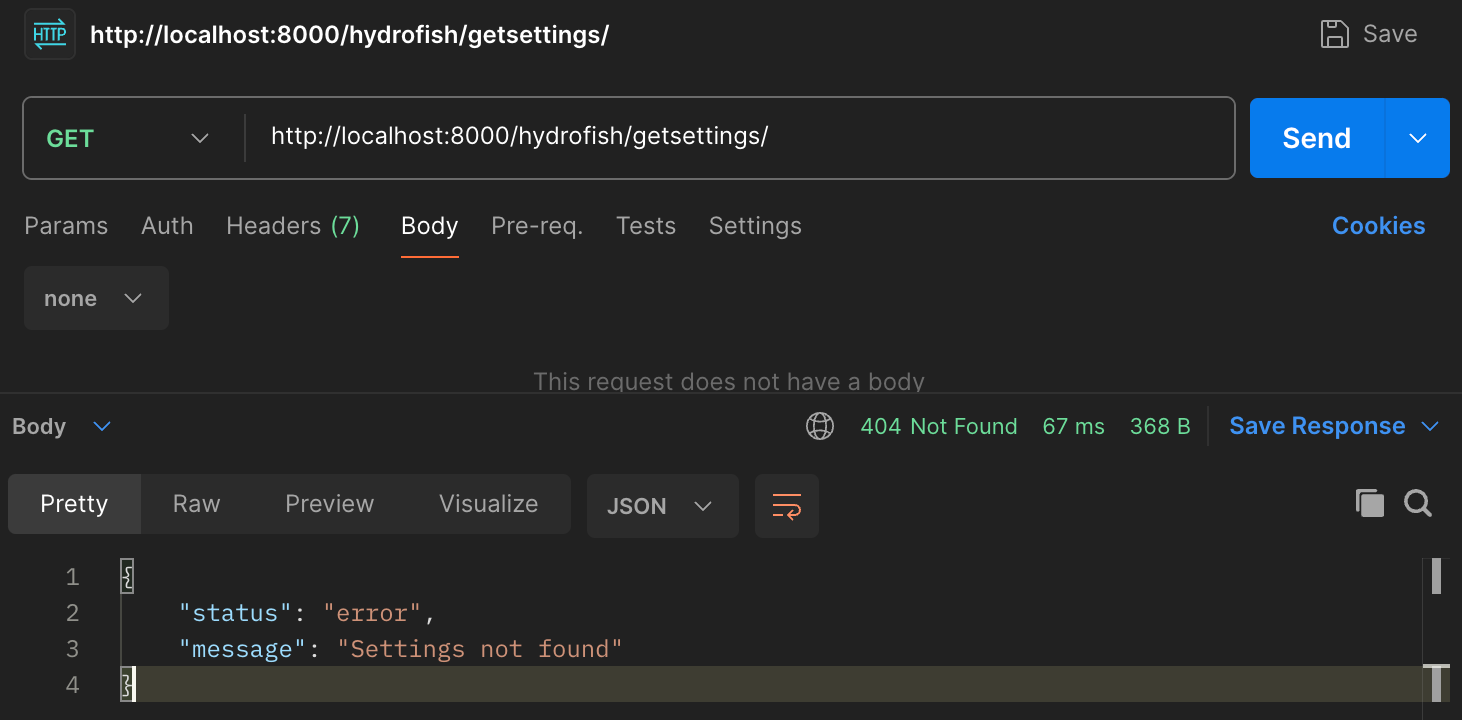 HTTP http://localhost:8000/hydrofish/getsettings/ Save
GET http://localhost:8000/hydrofish/getsettings/ Send
Params Auth Headers (7) Body Pre-req. Tests Settings Cookies
none
This request does not have a body
Body 404 Not Found 67 ms 368 B Save Response
Pretty Raw Preview Visualize JSON
1 {
2 "status": "error",
3 "message": "Settings not found"
4 }